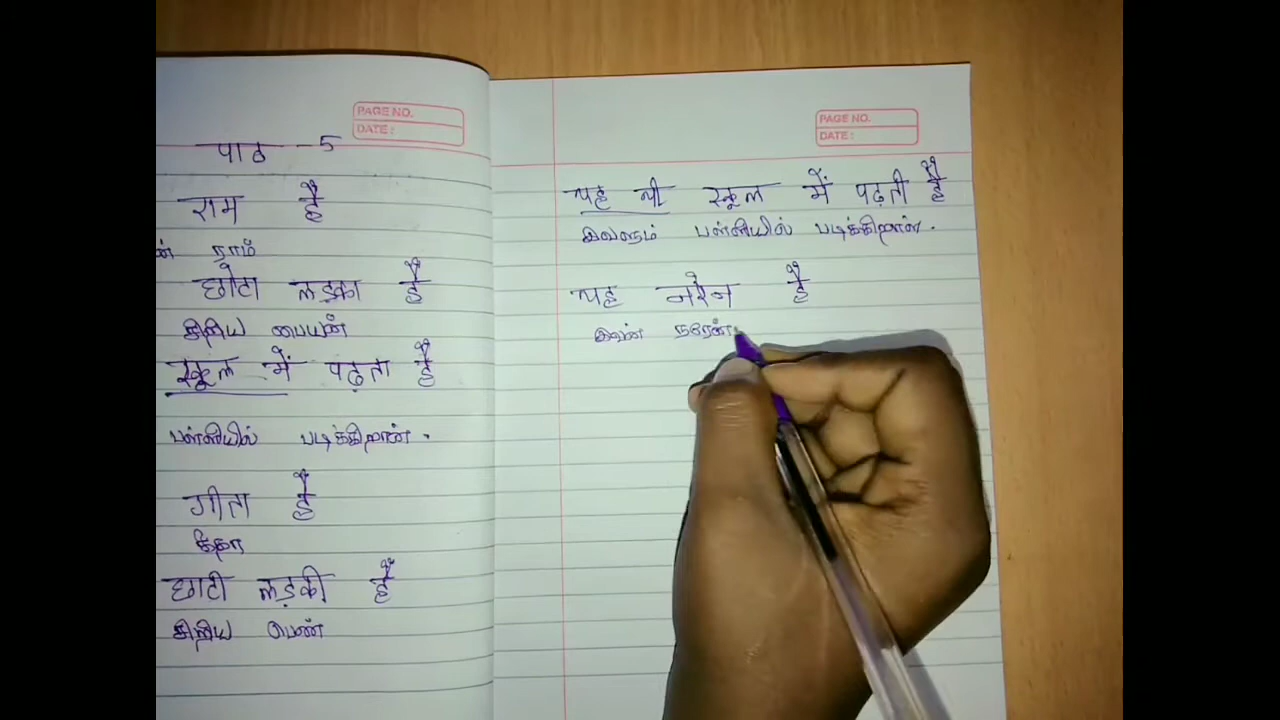 PAGE NO.
DATE :
पाठ - 5
राम है
ன் ராம்
छोटा लड़का है
சிறிய பையன்
स्कूल में पढ़ता है
பள்ளியில் படிக்கிறான்.
गीता है
கீதா
छोटी लड़की है
சிறிய பெண்
PAGE NO.
DATE :
यह भी स्कूल में पढ़ती है
இவளும் பள்ளியில் படிக்கிறாள்.
यह नरेन है
இவன் நரேன்